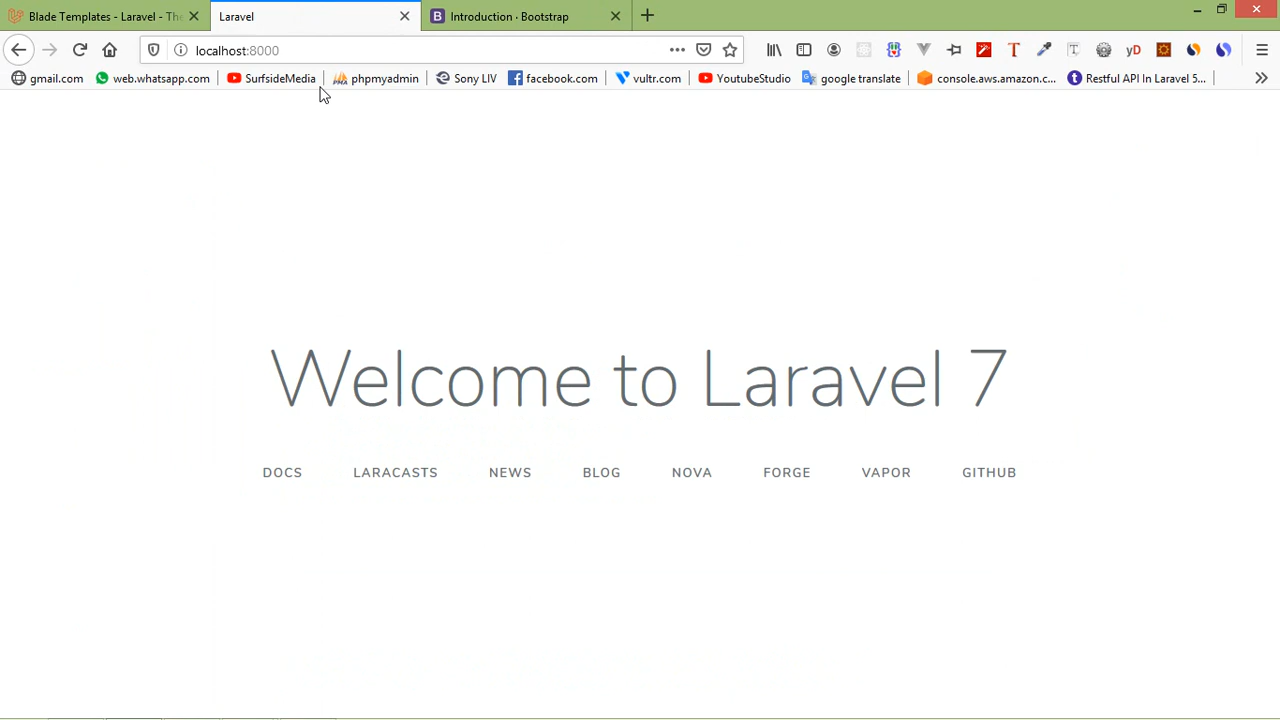 Blade Templates - Laravel - The
Laravel
Introduction · Bootstrap
localhost:8000
gmail.com
web.whatsapp.com
SurfsideMedia
phpmyadmin
Sony LIV
facebook.com
vultr.com
YoutubeStudio
google translate
console.aws.amazon.c...
Restful API In Laravel 5...
Welcome to Laravel 7
DOCS LARACASTS NEWS BLOG NOVA FORGE VAPOR GITHUB